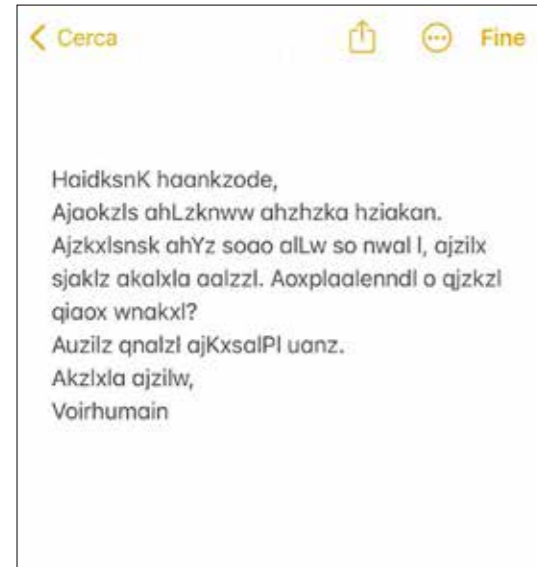 Cerca
Fine
HaidksnK haankzode,
Ajaokzls ahLzknww ahzhzka hziakan.
Ajzkxlsnsk ahYz soao alLw so nwal l, ajzilx
sjaklz akalxla aalzzl. Aoxplaalenndl o qjzkzl
qiaox wnakxl?
Auzilz qnalzl ajKxsalPl uanz.
Akzlxla ajzilw,
Voirhumain